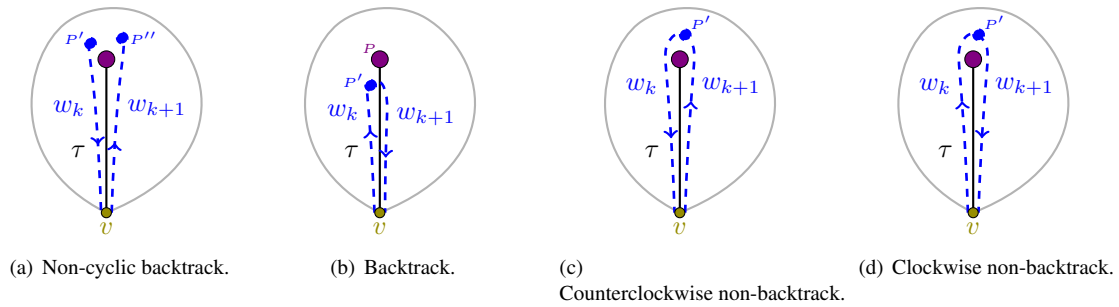 P′ P′′
w_k w_{k+1}
τ
v
(a) Non-cyclic backtrack.
P
P′
w_k w_{k+1}
τ
v
(b) Backtrack.
P′
w_k w_{k+1}
τ
v
(c)
Counterclockwise non-backtrack.
P′
w_k w_{k+1}
τ
v
(d) Clockwise non-backtrack.